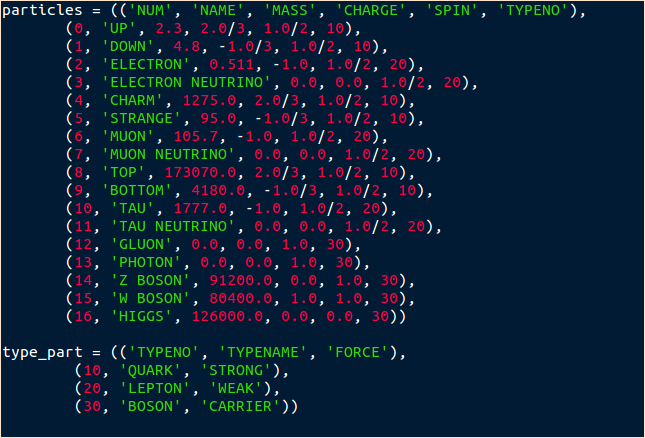 particles = (('NUM', 'NAME', 'MASS', 'CHARGE', 'SPIN', 'TYPENO'),
(0, 'UP', 2.3, 2.0/3, 1.0/2, 10),
(1, 'DOWN', 4.8, -1.0/3, 1.0/2, 10),
(2, 'ELECTRON', 0.511, -1.0, 1.0/2, 20),
(3, 'ELECTRON NEUTRINO', 0.0, 0.0, 1.0/2, 20),
(4, 'CHARM', 1275.0, 2.0/3, 1.0/2, 10),
(5, 'STRANGE', 95.0, -1.0/3, 1.0/2, 10),
(6, 'MUON', 105.7, -1.0, 1.0/2, 20),
(7, 'MUON NEUTRINO', 0.0, 0.0, 1.0/2, 20),
(8, 'TOP', 173070.0, 2.0/3, 1.0/2, 10),
(9, 'BOTTOM', 4180.0, -1.0/3, 1.0/2, 10),
(10, 'TAU', 1777.0, -1.0, 1.0/2, 20),
(11, 'TAU NEUTRINO', 0.0, 0.0, 1.0/2, 20),
(12, 'GLUON', 0.0, 0.0, 1.0, 30),
(13, 'PHOTON', 0.0, 0.0, 1.0, 30),
(14, 'Z BOSON', 91200.0, 0.0, 1.0, 30),
(15, 'W BOSON', 80400.0, 1.0, 1.0, 30),
(16, 'HIGGS', 126000.0, 0.0, 0.0, 30))
type_part = (('TYPENO', 'TYPENAME', 'FORCE'),
(10, 'QUARK', 'STRONG'),
(20, 'LEPTON', 'WEAK'),
(30, 'BOSON', 'CARRIER'))